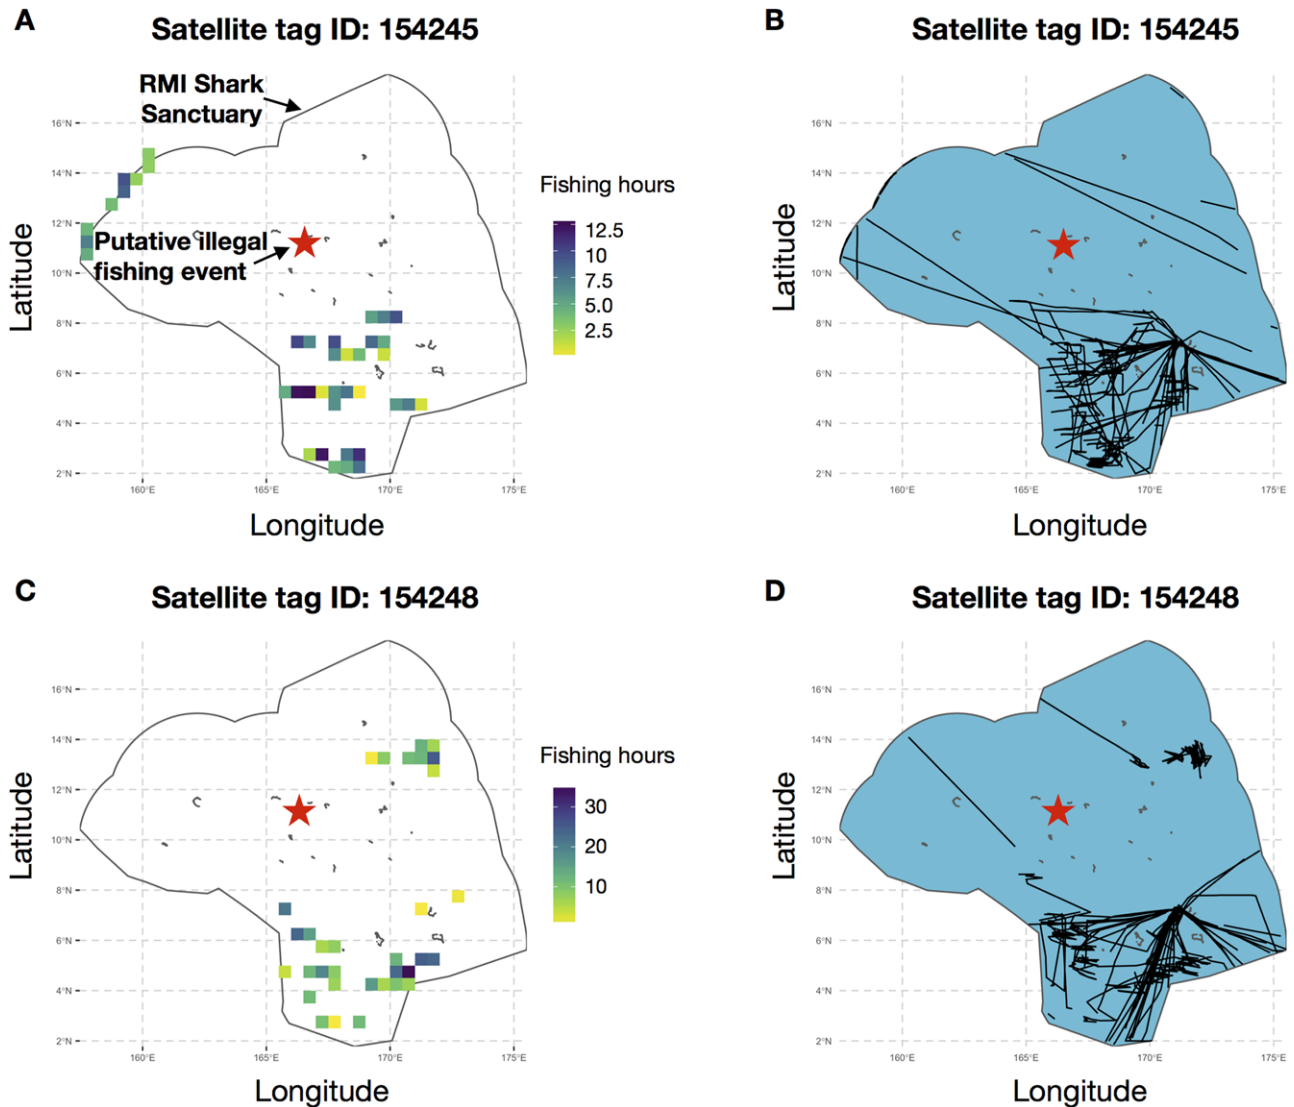 A
Satellite tag ID: 154245
RMI Shark
Sanctuary
16°N
14°N
12°N
10°N
8°N
6°N
4°N
2°N
Latitude
Putative illegal
fishing event
160°E 165°E 170°E 175°E
Longitude
Fishing hours
12.5
10
7.5
5.0
2.5
B
Satellite tag ID: 154245
16°N
14°N
12°N
10°N
8°N
6°N
4°N
2°N
Latitude
160°E 165°E 170°E 175°E
Longitude
C
Satellite tag ID: 154248
16°N
14°N
12°N
10°N
8°N
6°N
4°N
2°N
Latitude
160°E 165°E 170°E 175°E
Longitude
Fishing hours
30
20
10
D
Satellite tag ID: 154248
16°N
14°N
12°N
10°N
8°N
6°N
4°N
2°N
Latitude
160°E 165°E 170°E 175°E
Longitude